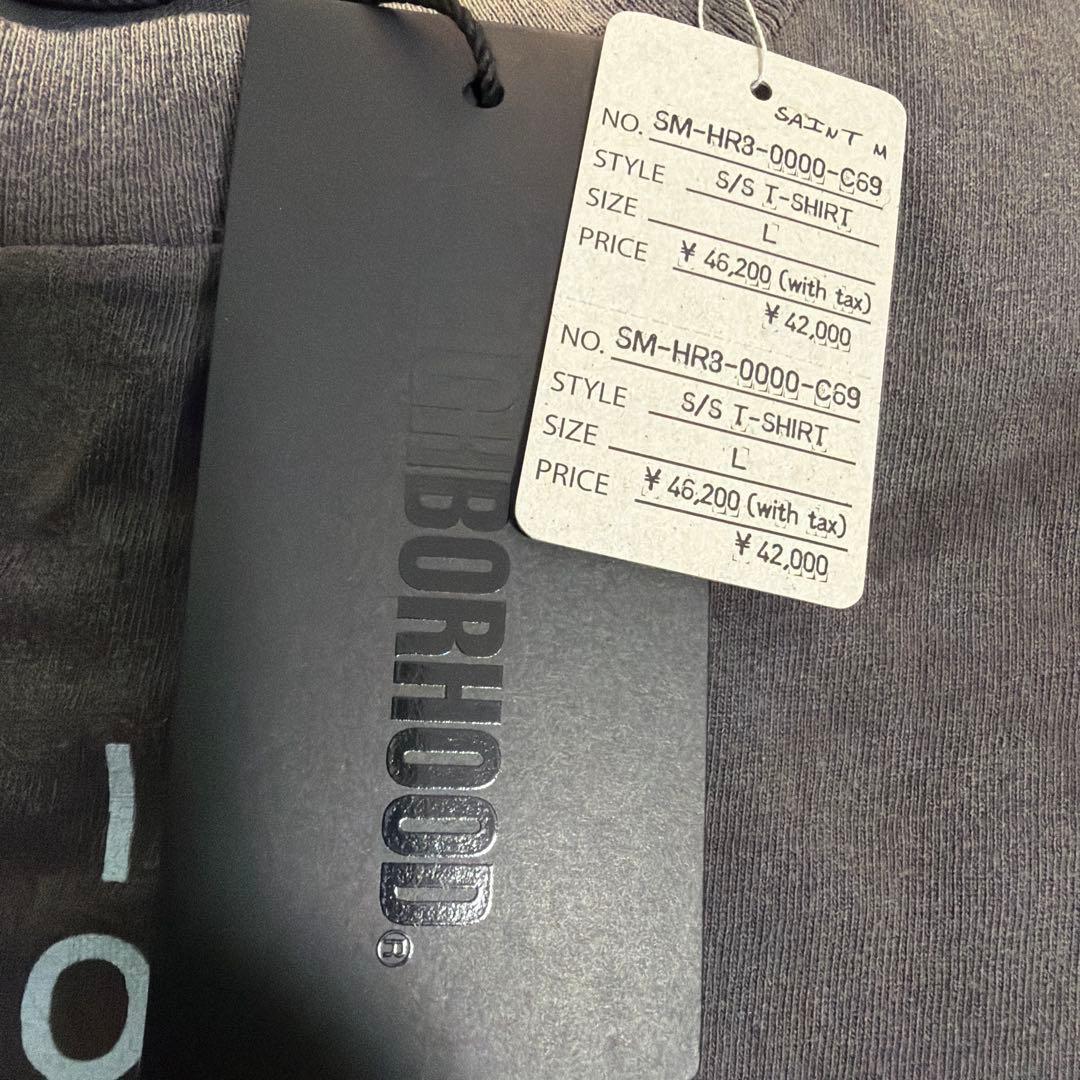 SAINT M
NO. SM-HR3-0000-C69
STYLE S/S T-SHIRT
SIZE L
PRICE ¥ 46,200 (with tax)
¥ 42,000
NO. SM-HR3-0000-C69
STYLE S/S T-SHIRT
SIZE L
PRICE ¥ 46,200 (with tax)
¥ 42,000
GHBORHOOD®